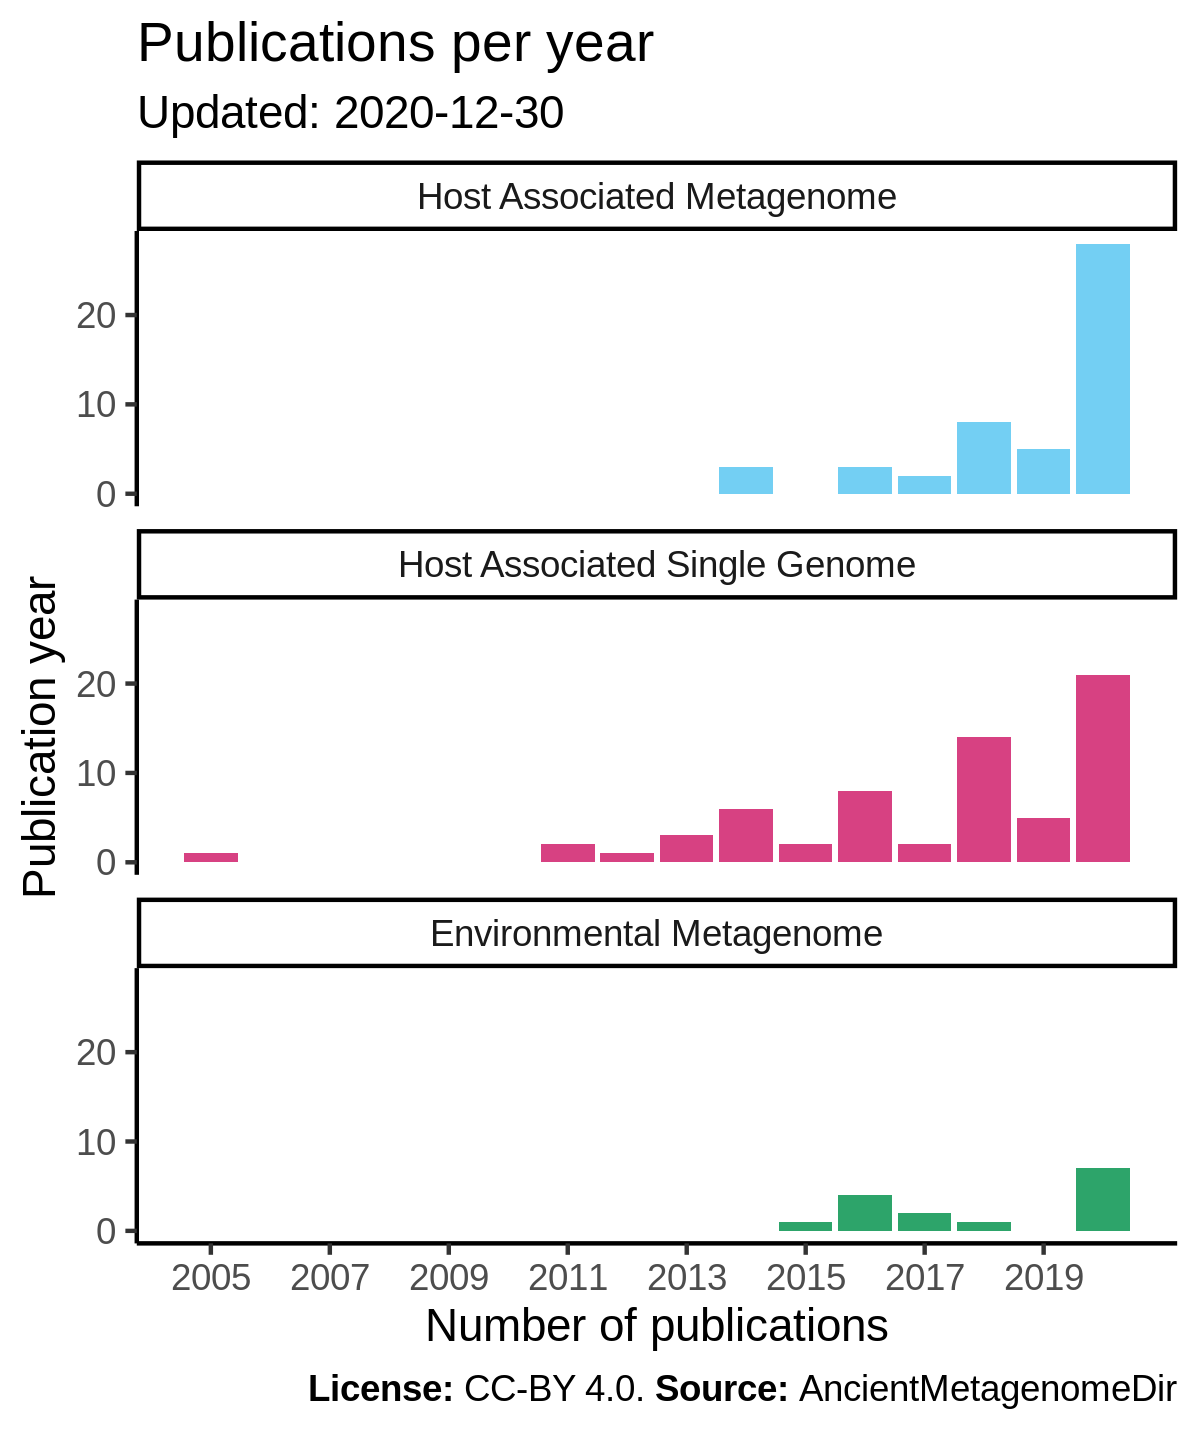 Publications per year
Updated: 2020-12-30
Host Associated Metagenome
20
10
0
Host Associated Single Genome
20
10
0
Publication year
Environmental Metagenome
20
10
0
2005 2007 2009 2011 2013 2015 2017 2019
Number of publications
License: CC-BY 4.0. Source: AncientMetagenomeDir